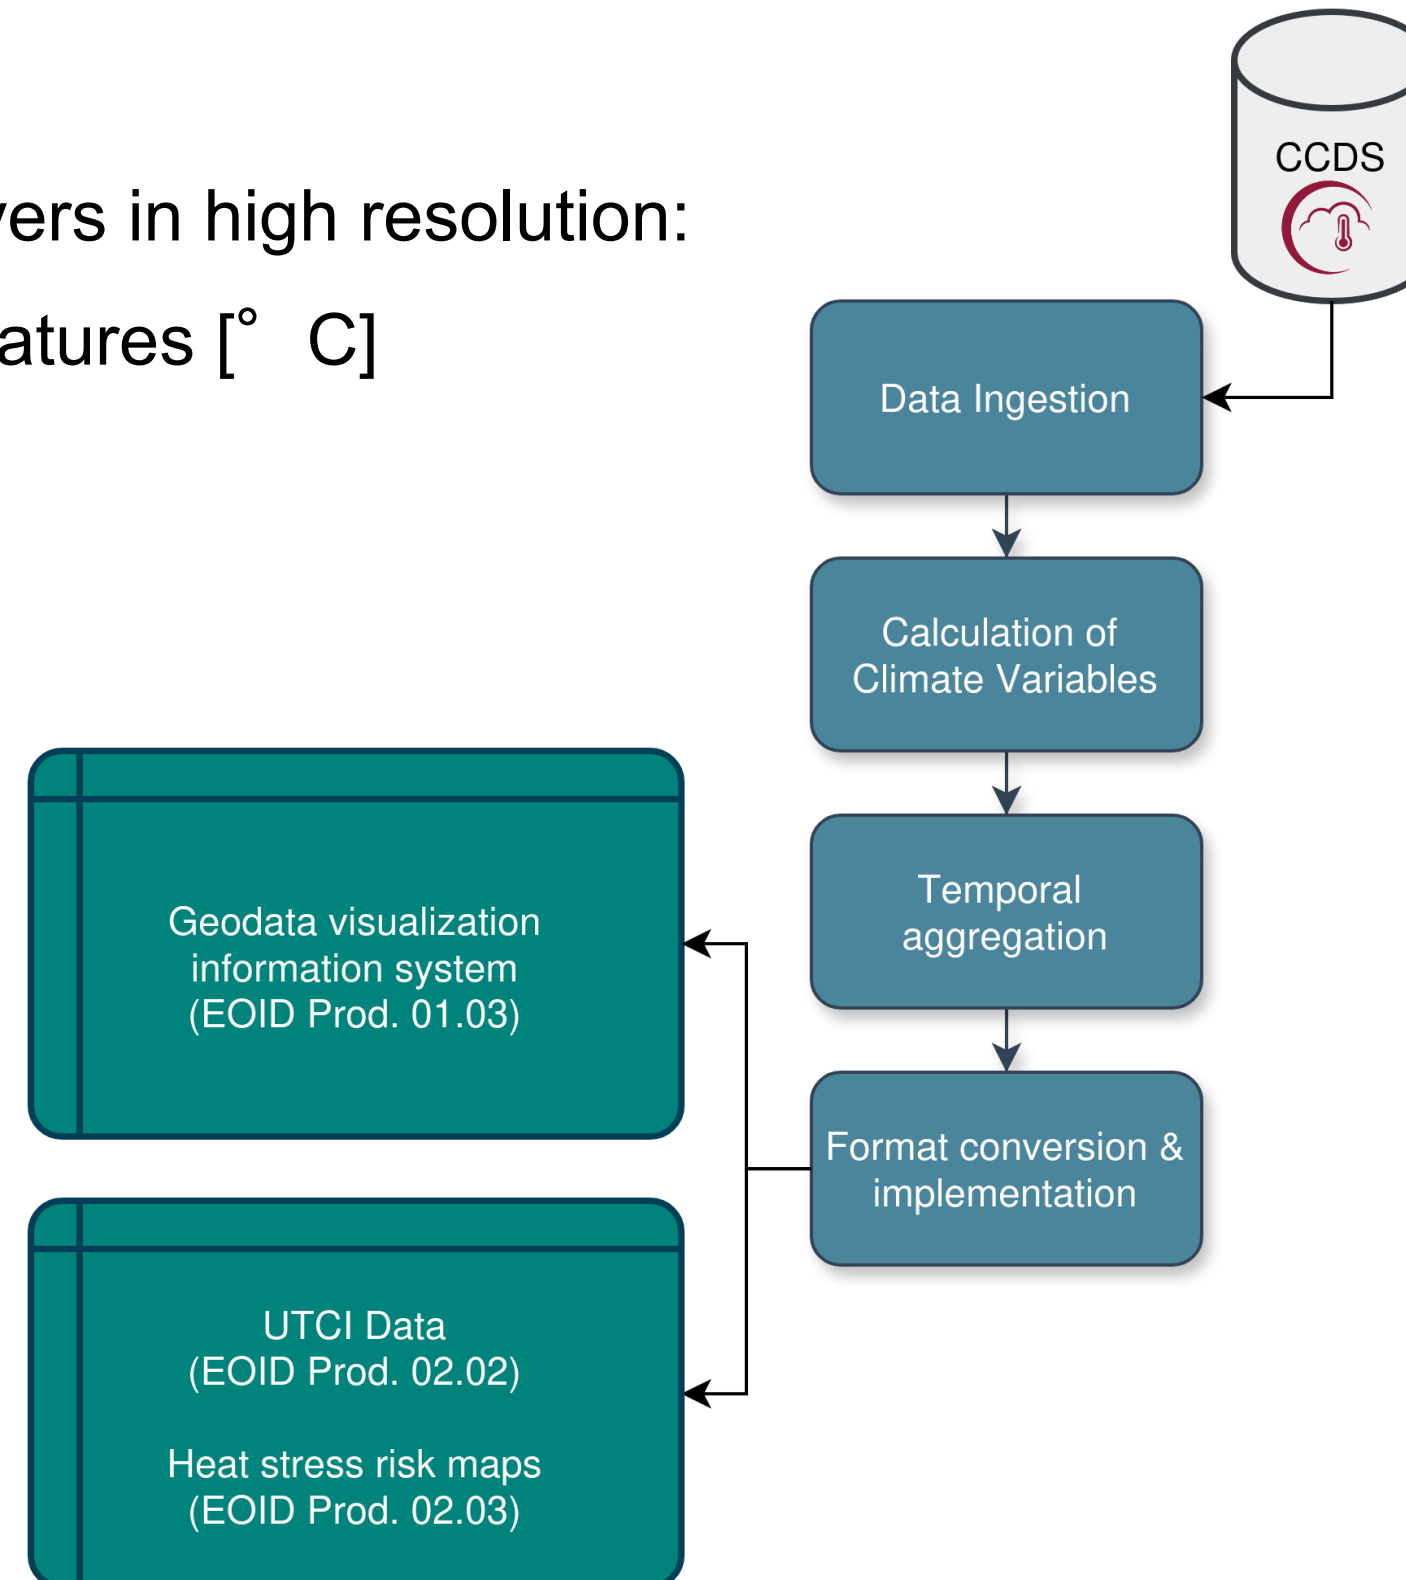 CCDS
vers in high resolution:
atures [° C]
Data Ingestion
Calculation of
Climate Variables
Temporal
aggregation
Format conversion &
implementation
Geodata visualization
information system
(EOID Prod. 01.03)
UTCI Data
(EOID Prod. 02.02)
Heat stress risk maps
(EOID Prod. 02.03)